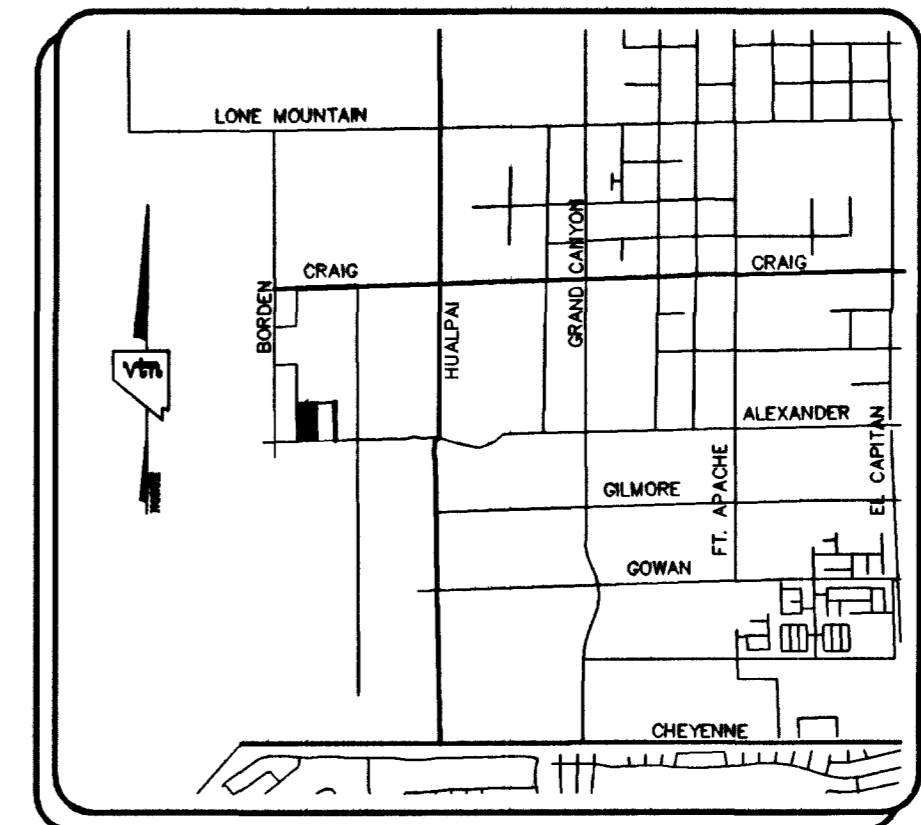 LONE MOUNTAIN
CRAIG
CRAIG
BORDEN
HUALPAI
GRAND CANYON
vtn
ALEXANDER
FT. APACHE
EL CAPITAN
GILMORE
GOWAN
CHEYENNE